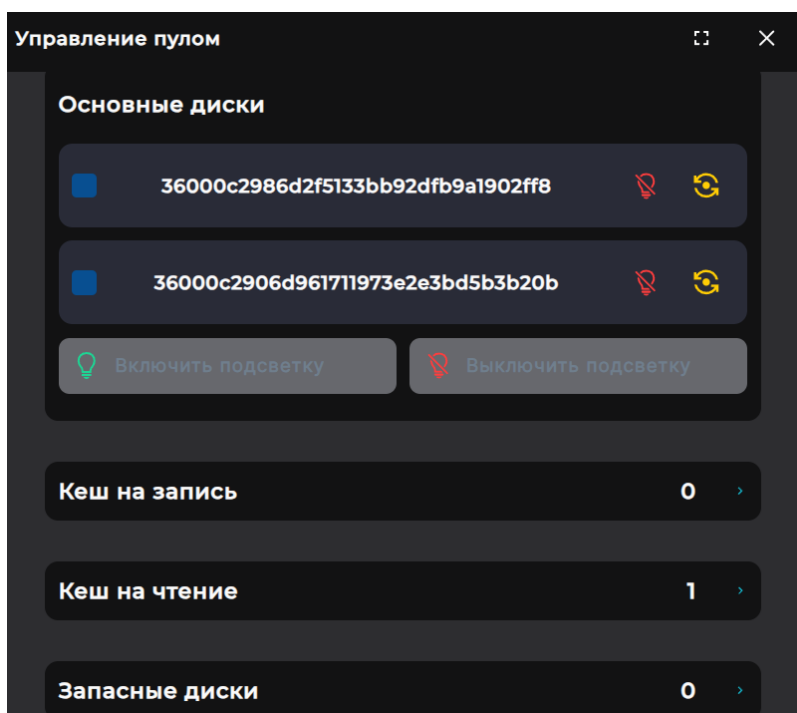 Управление пулом
Основные диски
36000c2986d2f5133bb92dfb9a1902ff8
36000c2906d961711973e2e3bd5b3b20b
Включить подсветку
Выключить подсветку
Кеш на запись 0
Кеш на чтение 1
Запасные диски 0